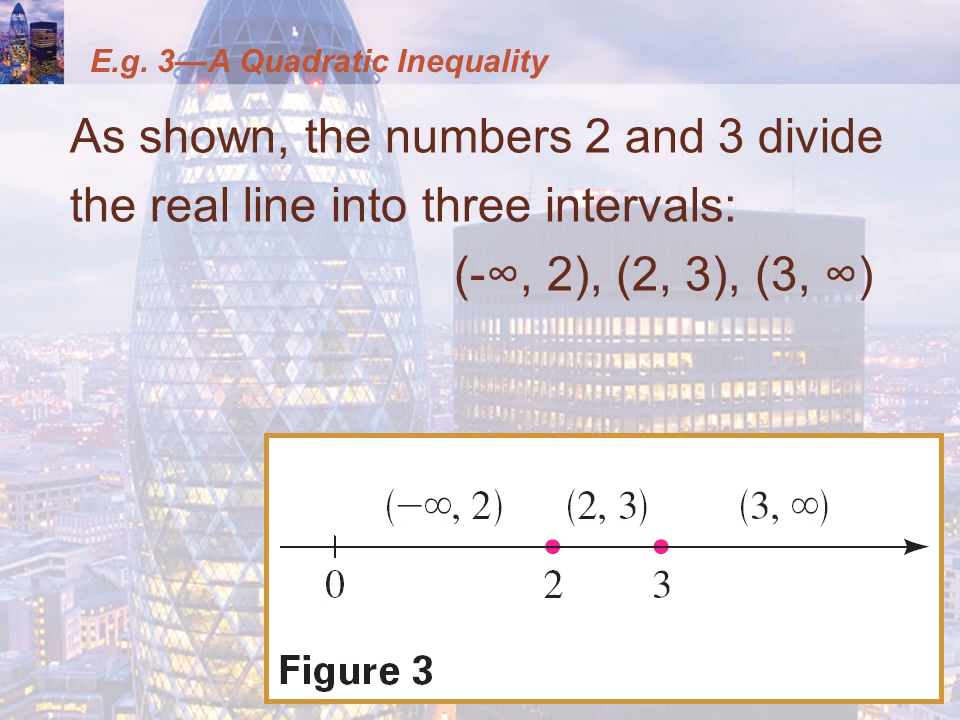 E.g. 3—A Quadratic Inequality
As shown, the numbers 2 and 3 divide
the real line into three intervals:
(-∞, 2), (2, 3), (3, ∞)
(−∞, 2) (2, 3) (3, ∞)
0 2 3
Figure 3